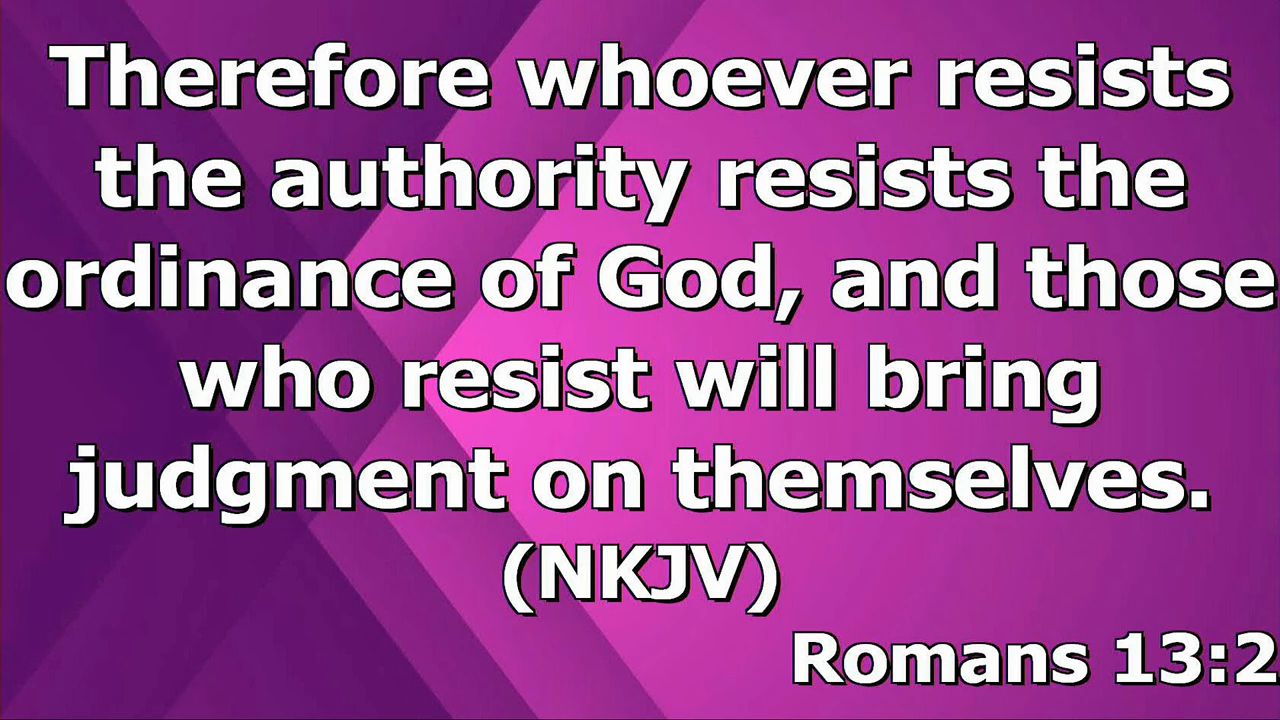 Therefore whoever resists
the authority resists the
ordinance of God, and those
who resist will bring
judgment on themselves.
(NKJV)
Romans 13:2